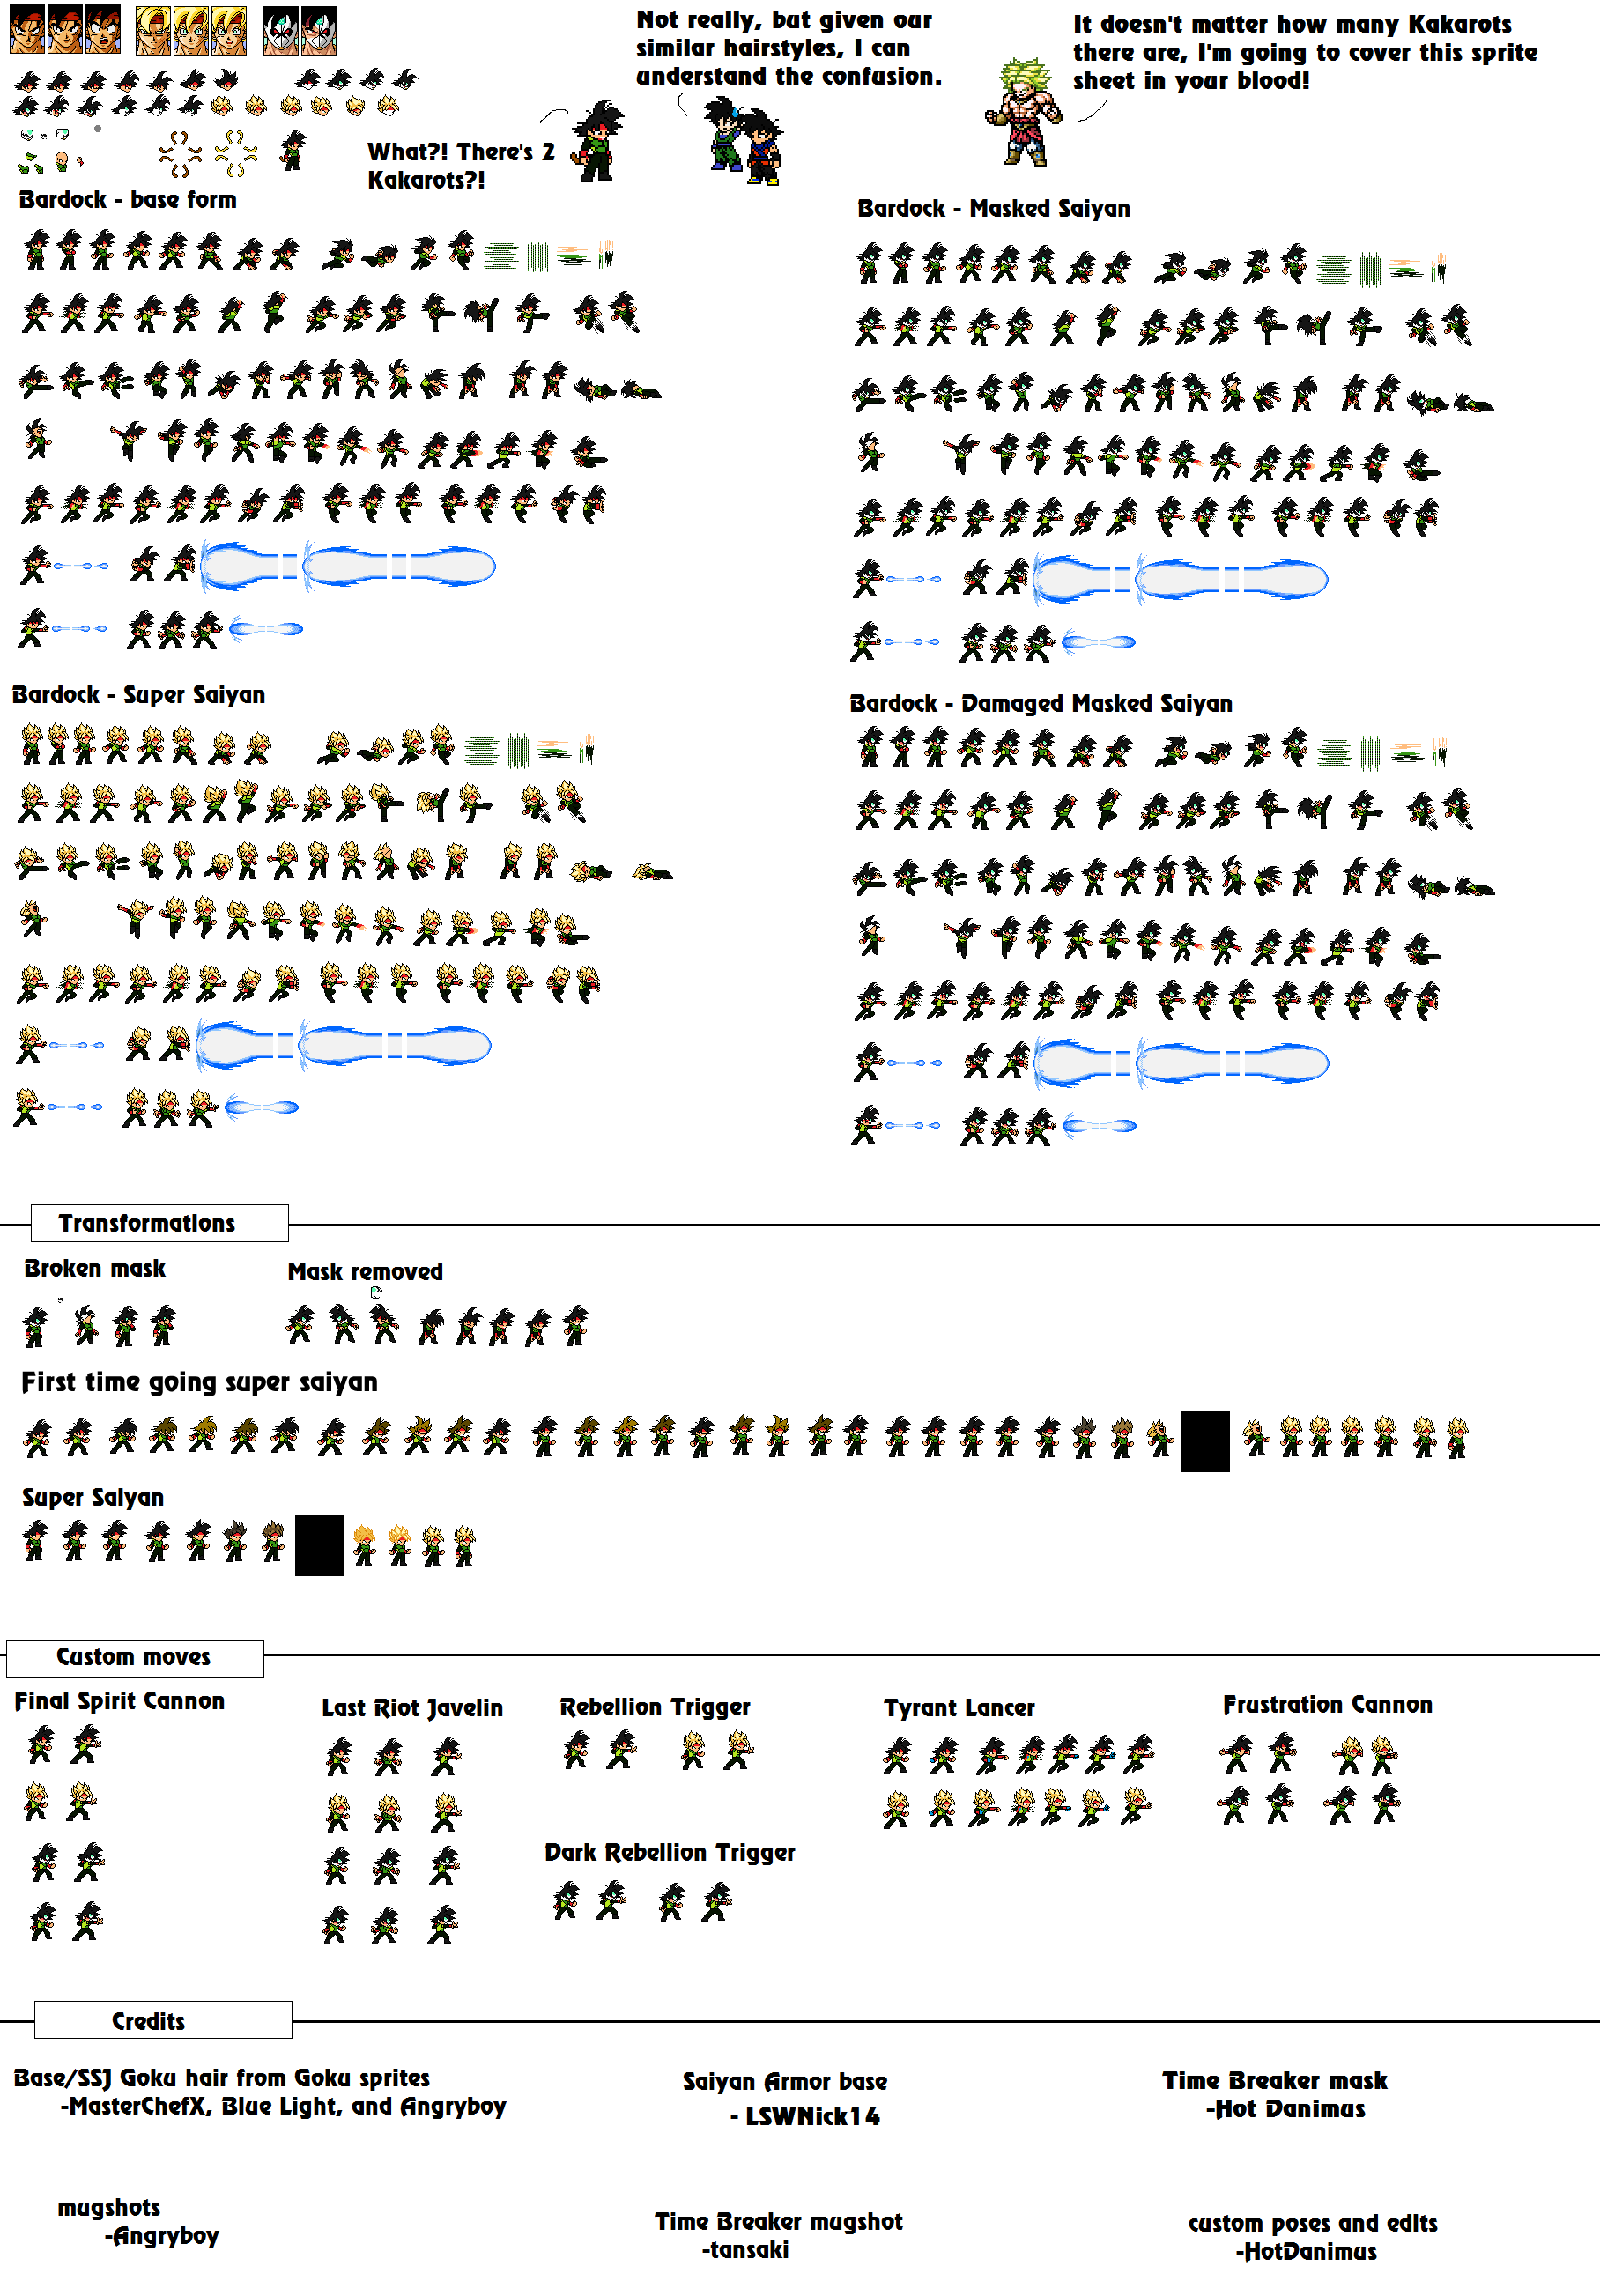 Not really, but given our
similar hairstyles, I can
understand the confusion.
It doesn't matter how many Kakarots
there are, I'm going to cover this sprite
sheet in your blood!
What?! There's 2
Kakarots?!
Bardock - base form
Bardock - Masked Saiyan
Bardock - Super Saiyan
Bardock - Damaged Masked Saiyan
Transformations
Broken mask
Mask removed
First time going super saiyan
Super Saiyan
Custom moves
Final Spirit Cannon
Last Riot Javelin
Rebellion Trigger
Tyrant Lancer
Frustration Cannon
Dark Rebellion Trigger
Credits
Base/SSJ Goku hair from Goku sprites
-MasterChefX, Blue Light, and Angryboy
Saiyan Armor base
- LSWNick14
Time Breaker mask
-Hot Danimus
mugshots
-Angryboy
Time Breaker mugshot
-tansaki
custom poses and edits
-HotDanimus